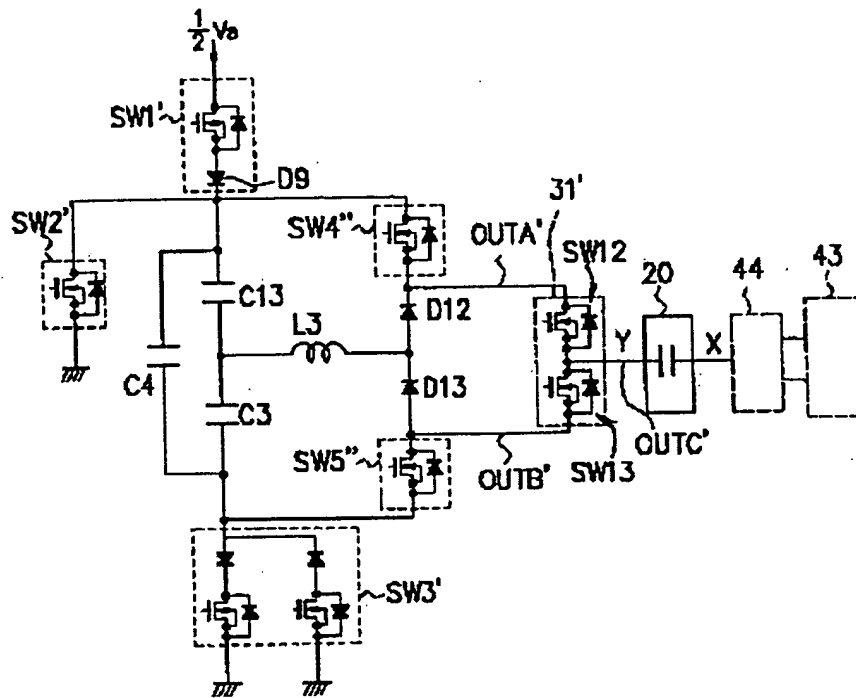 1/2 Va
SW1'
D9
31'
SW2'
SW4''
OUTA'
SW12
20
44
43
C13
D12
L3
Y
X
C4
D13
C3
OUTC'
SW5''
OUTB'
SW13
SW3'